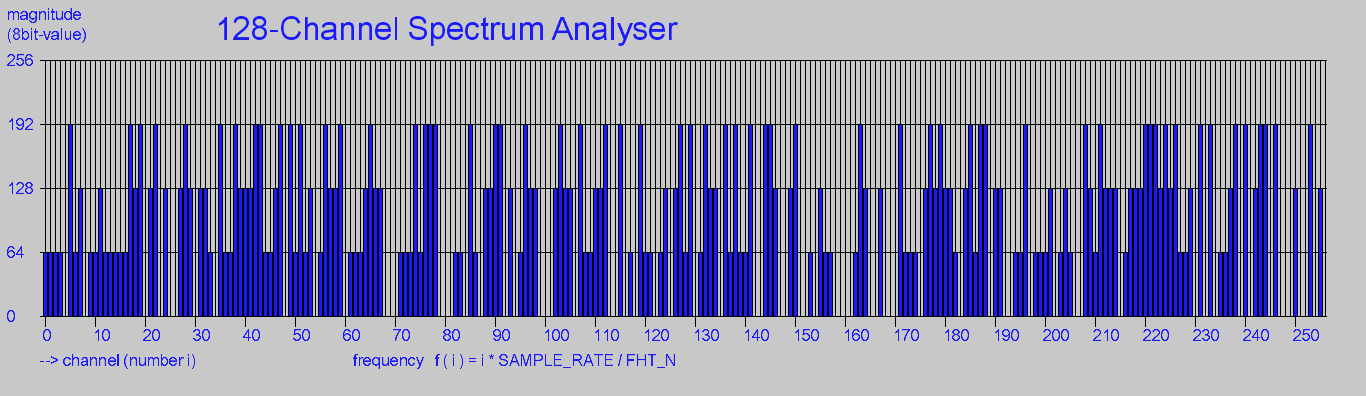 magnitude
(8bit-value)
128-Channel Spectrum Analyser
256
192
128
64
0
0 10 20 30 40 50 60 70 80 90 100 110 120 130 140 150 160 170 180 190 200 210 220 230 240 250
--> channel (number i)
frequency f ( i ) = i * SAMPLE_RATE / FHT_N